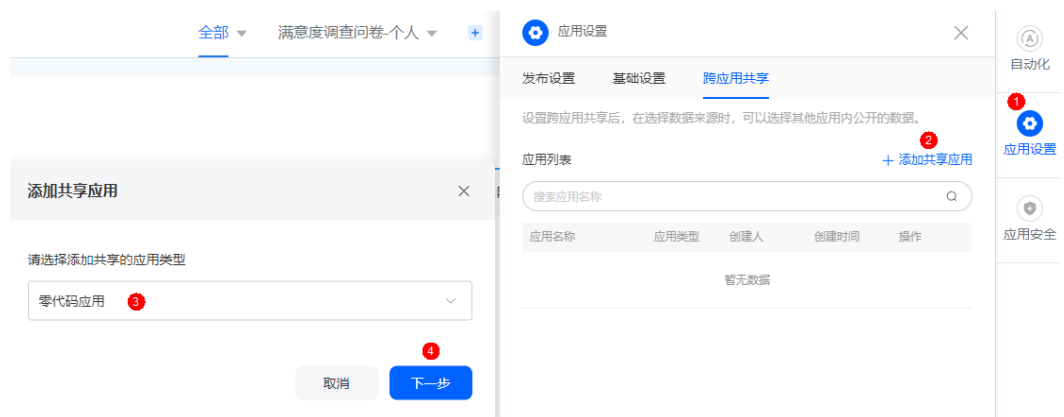 全部
满意度调查问卷-个人
应用设置
发布设置
基础设置
跨应用共享
设置跨应用共享后，在选择数据来源时，可以选择其他应用内公开的数据。
2
应用列表
添加共享应用
搜索应用名称
应用名称 应用类型 创建人 创建时间 操作
暂无数据
A
自动化
1
应用设置
应用安全
添加共享应用
请选择添加共享的应用类型
零代码应用 3
4
取消
下一步